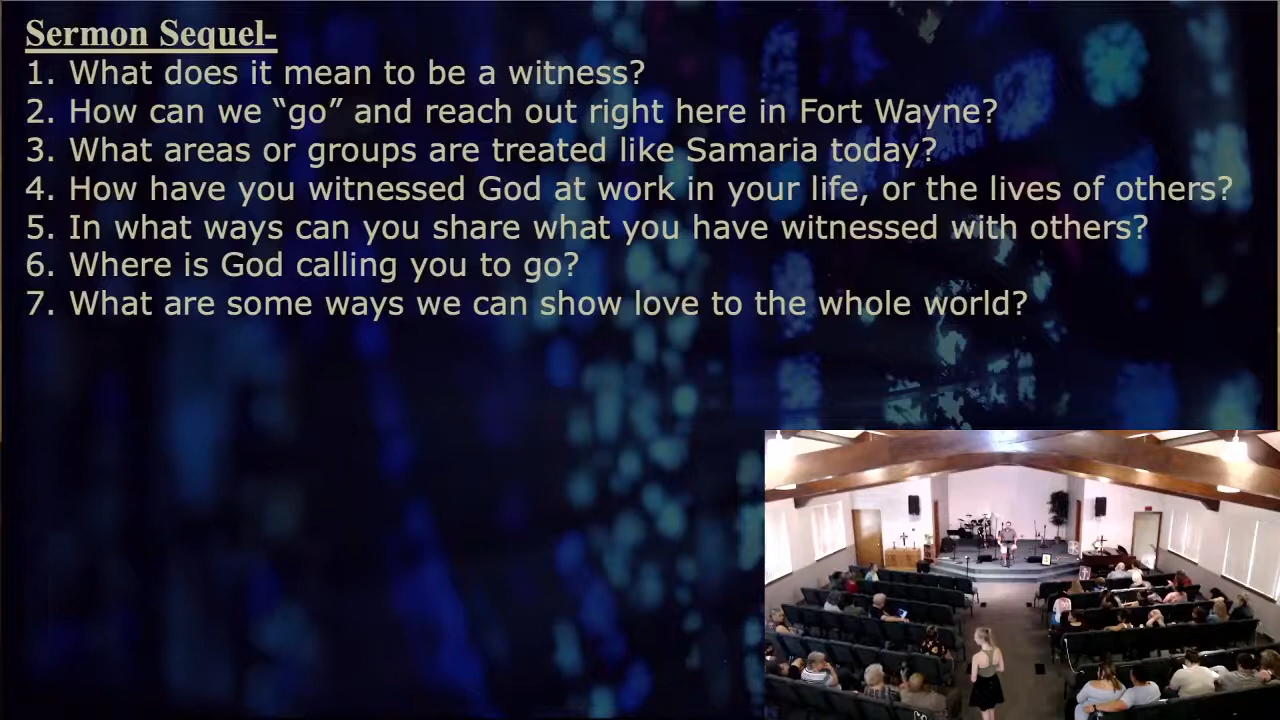 Sermon Sequel-
1. What does it mean to be a witness?
2. How can we “go” and reach out right here in Fort Wayne?
3. What areas or groups are treated like Samaria today?
4. How have you witnessed God at work in your life, or the lives of others?
5. In what ways can you share what you have witnessed with others?
6. Where is God calling you to go?
7. What are some ways we can show love to the whole world?